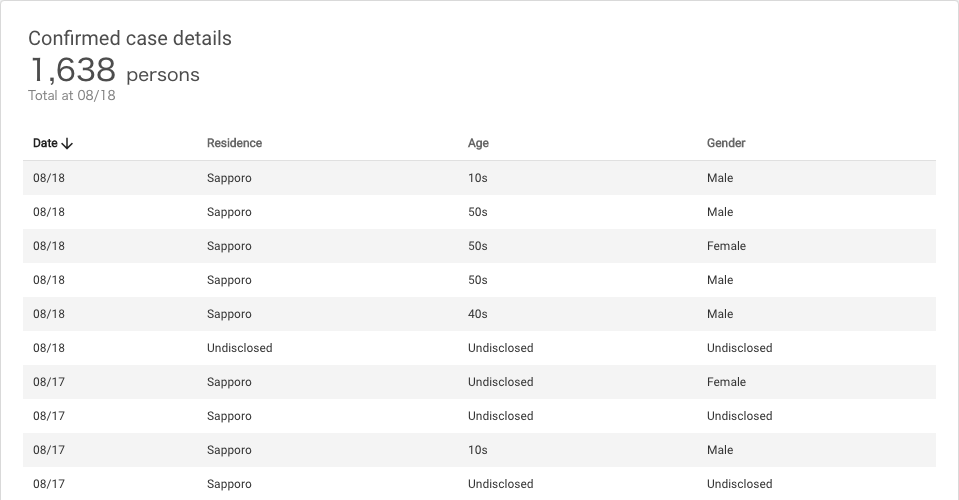 Confirmed case details
1,638 persons
Total at 08/18
Date Residence Age Gender
08/18 Sapporo 10s Male
08/18 Sapporo 50s Male
08/18 Sapporo 50s Female
08/18 Sapporo 50s Male
08/18 Sapporo 40s Male
08/18 Undisclosed Undisclosed Undisclosed
08/17 Sapporo Undisclosed Female
08/17 Sapporo Undisclosed Undisclosed
08/17 Sapporo 10s Male
08/17 Sapporo Undisclosed Undisclosed